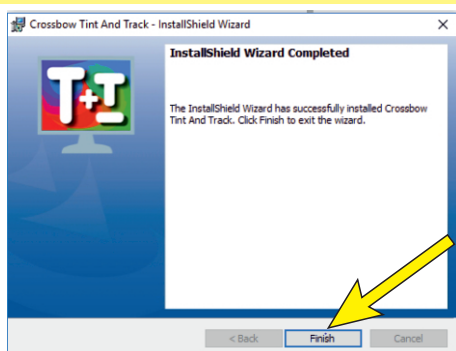 Crossbow Tint And Track - InstallShield Wizard
InstallShield Wizard Completed
T+T
The InstallShield Wizard has successfully installed Crossbow
Tint And Track. Click Finish to exit the wizard.
< Back
Finish
Cancel